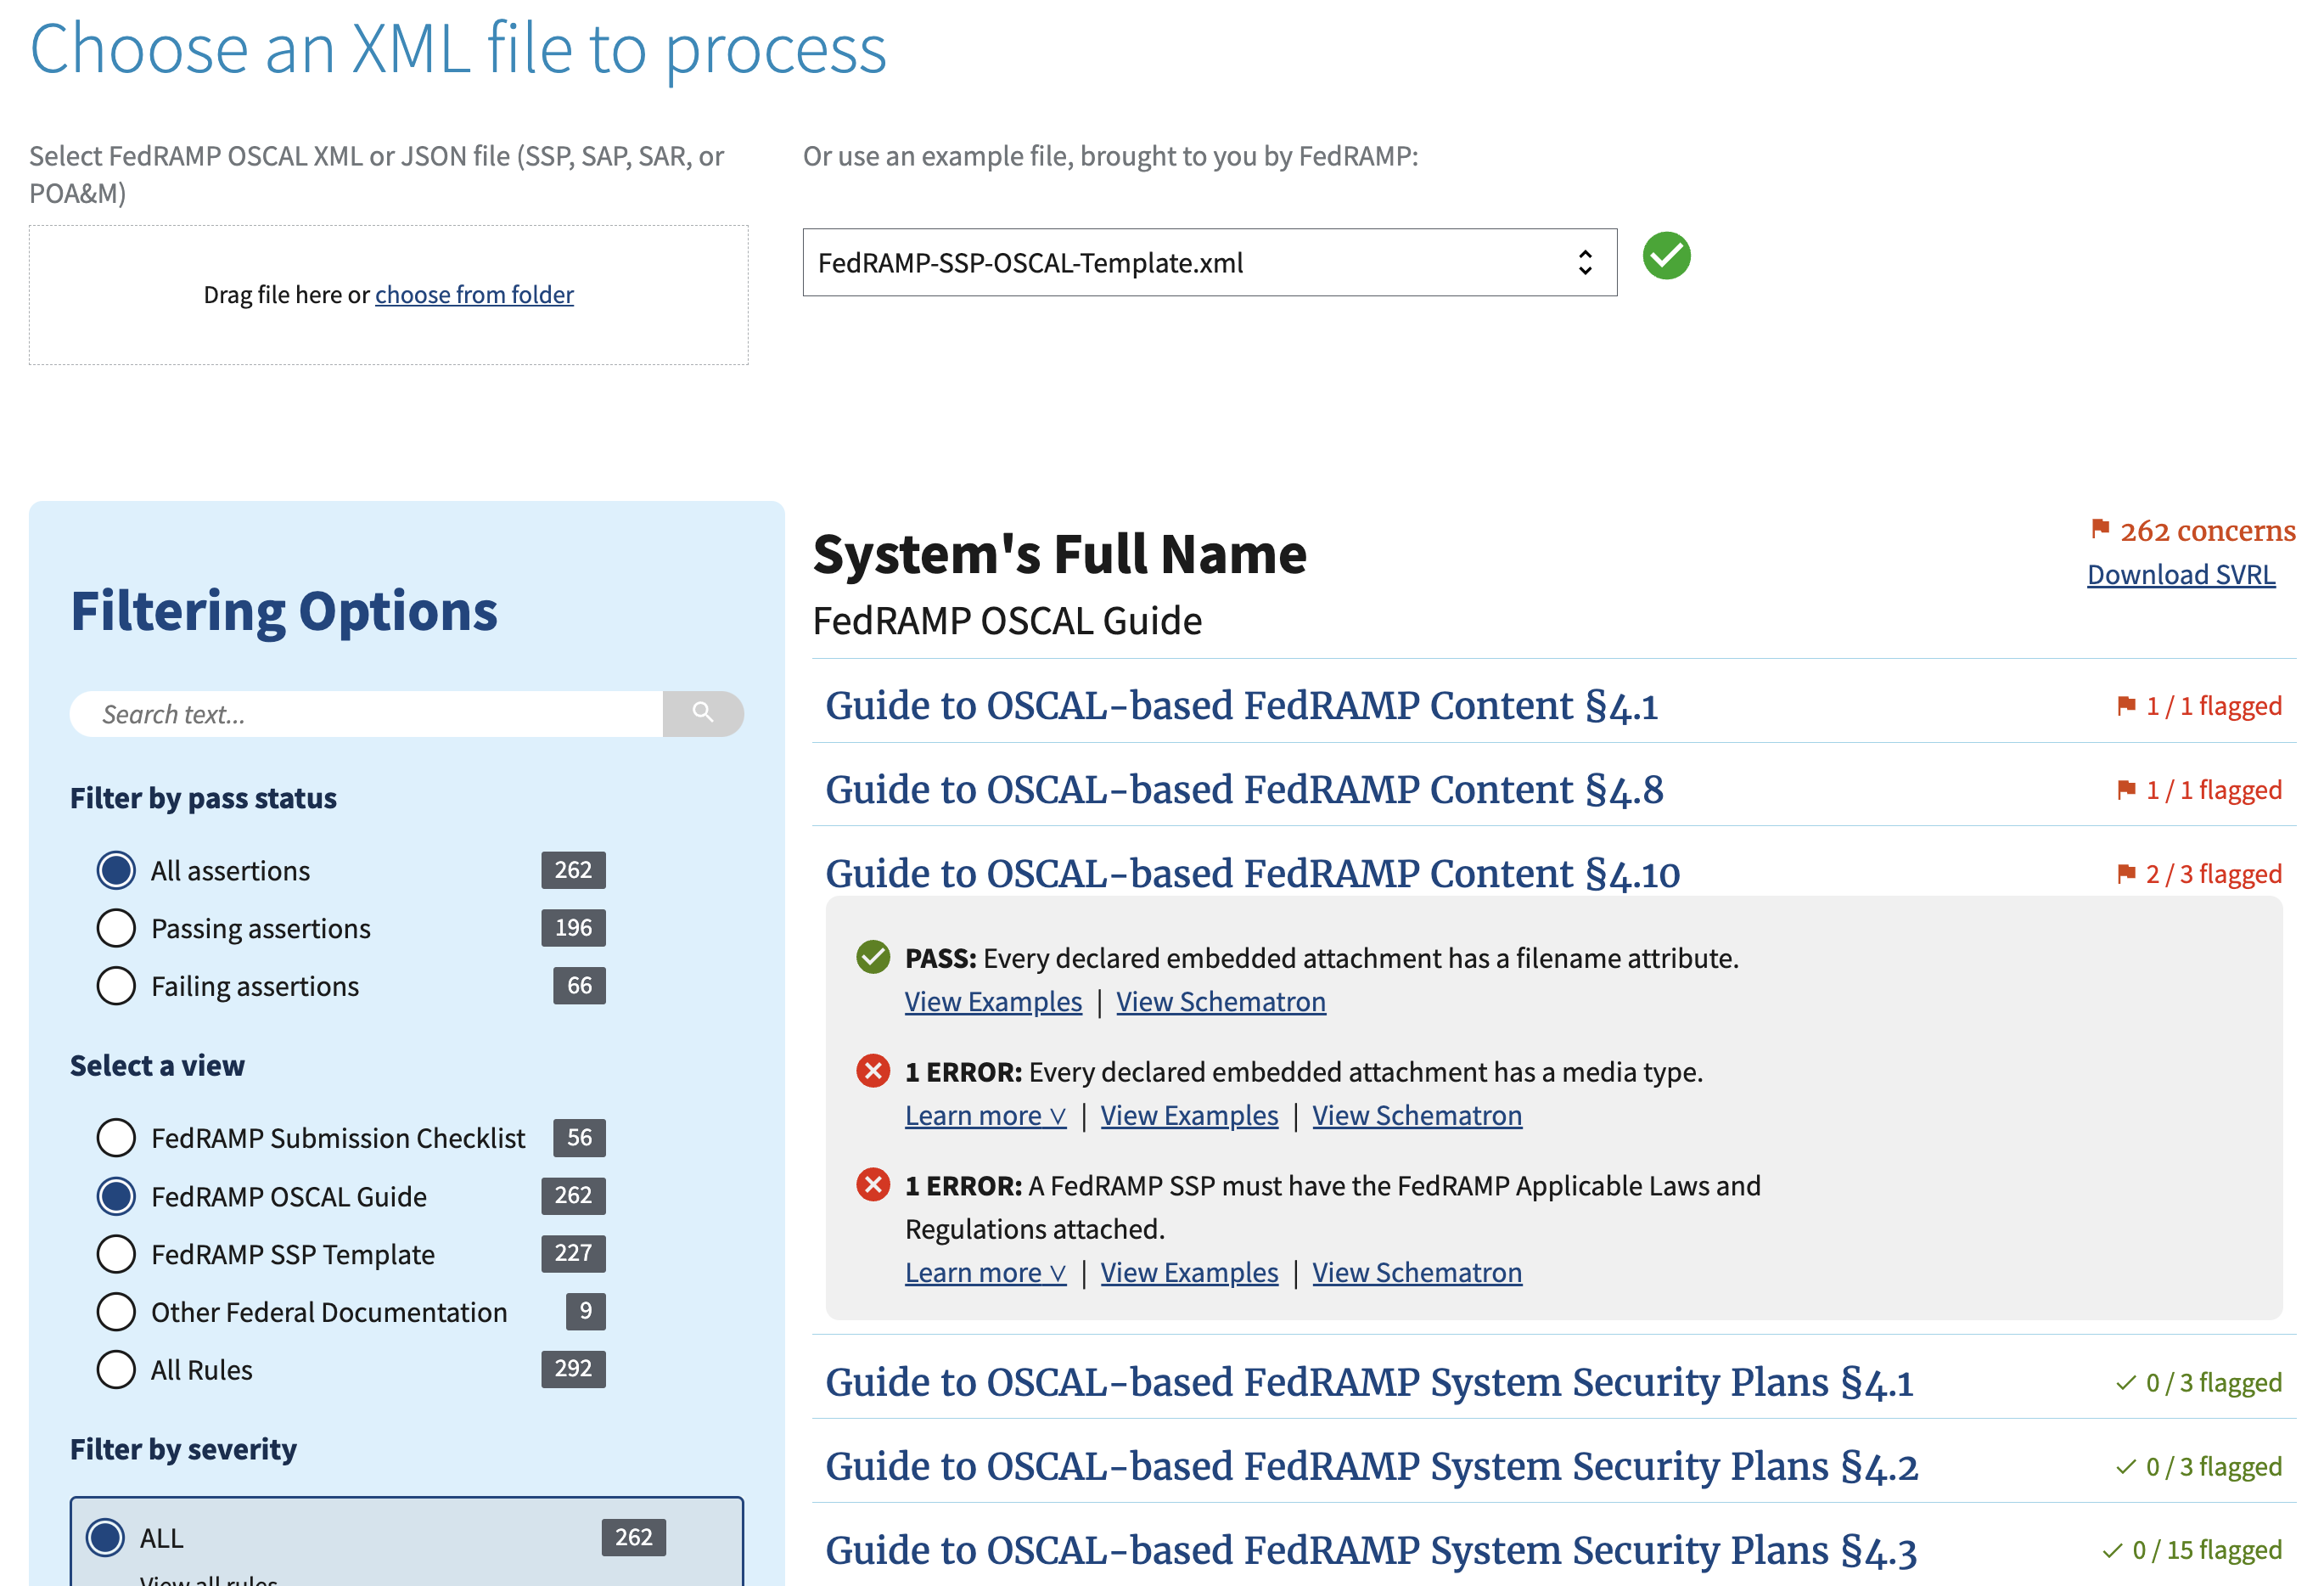 Choose an XML file to process
Select FedRAMP OSCAL XML or JSON file (SSP, SAP, SAR, or
POA&M)
Drag file here or choose from folder
Or use an example file, brought to you by FedRAMP:
FedRAMP-SSP-OSCAL-Template.xml
Filtering Options
Search text...
Filter by pass status
All assertions 262
Passing assertions 196
Failing assertions 66
Select a view
FedRAMP Submission Checklist 56
FedRAMP OSCAL Guide 262
FedRAMP SSP Template 227
Other Federal Documentation 9
All Rules 292
Filter by severity
ALL 262
View all rules
System's Full Name
262 concerns
Download SVRL
FedRAMP OSCAL Guide
Guide to OSCAL-based FedRAMP Content §4.1 1 / 1 flagged
Guide to OSCAL-based FedRAMP Content §4.8 1 / 1 flagged
Guide to OSCAL-based FedRAMP Content §4.10 2 / 3 flagged
PASS: Every declared embedded attachment has a filename attribute.
View Examples | View Schematron
1 ERROR: Every declared embedded attachment has a media type.
Learn more ∨ | View Examples | View Schematron
1 ERROR: A FedRAMP SSP must have the FedRAMP Applicable Laws and
Regulations attached.
Learn more ∨ | View Examples | View Schematron
Guide to OSCAL-based FedRAMP System Security Plans §4.1 0 / 3 flagged
Guide to OSCAL-based FedRAMP System Security Plans §4.2 0 / 3 flagged
Guide to OSCAL-based FedRAMP System Security Plans §4.3 0 / 15 flagged